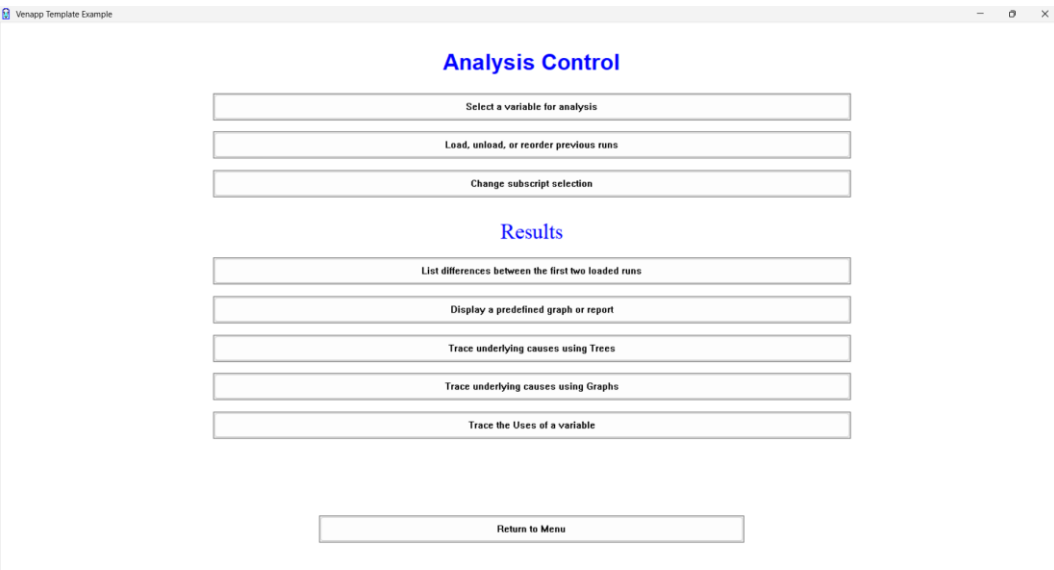 Venapp Template Example
Analysis Control
Select a variable for analysis
Load, unload, or reorder previous runs
Change subscript selection
Results
List differences between the first two loaded runs
Display a predefined graph or report
Trace underlying causes using Trees
Trace underlying causes using Graphs
Trace the Uses of a variable
Return to Menu